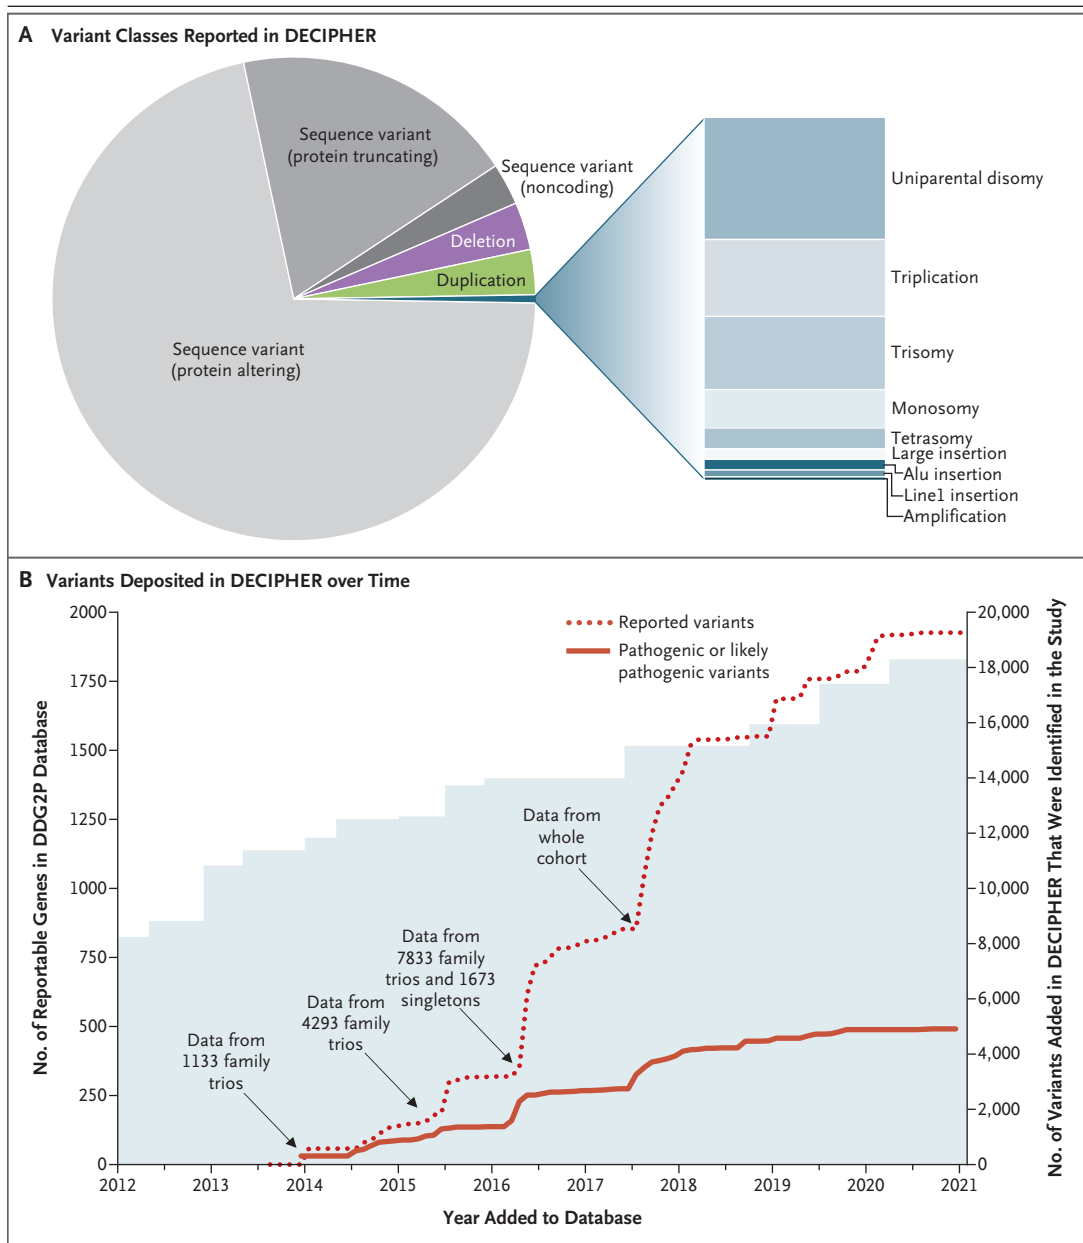 A Variant Classes Reported in DECIPHER
Sequence variant
(protein truncating)
Sequence variant
(noncoding)
Deletion
Duplication
Sequence variant
(protein altering)
Uniparental disomy
Triplication
Trisomy
Monosomy
Tetrasomy
Large insertion
Alu insertion
Line1 insertion
Amplification
B Variants Deposited in DECIPHER over Time
No. of Reportable Genes in DDG2P Database
2000
1750
1500
1250
1000
750
500
250
0
Reported variants
Pathogenic or likely
pathogenic variants
Data from
1133 family
trios
Data from
4293 family
trios
Data from
7833 family
trios and 1673
singletons
Data from
whole
cohort
20,000
18,000
16,000
14,000
12,000
10,000
8,000
6,000
4,000
2,000
0
No. of Variants Added in DECIPHER That Were Identified in the Study
2012
2013
2014
2015
2016
2017
2018
2019
2020
2021
Year Added to Database